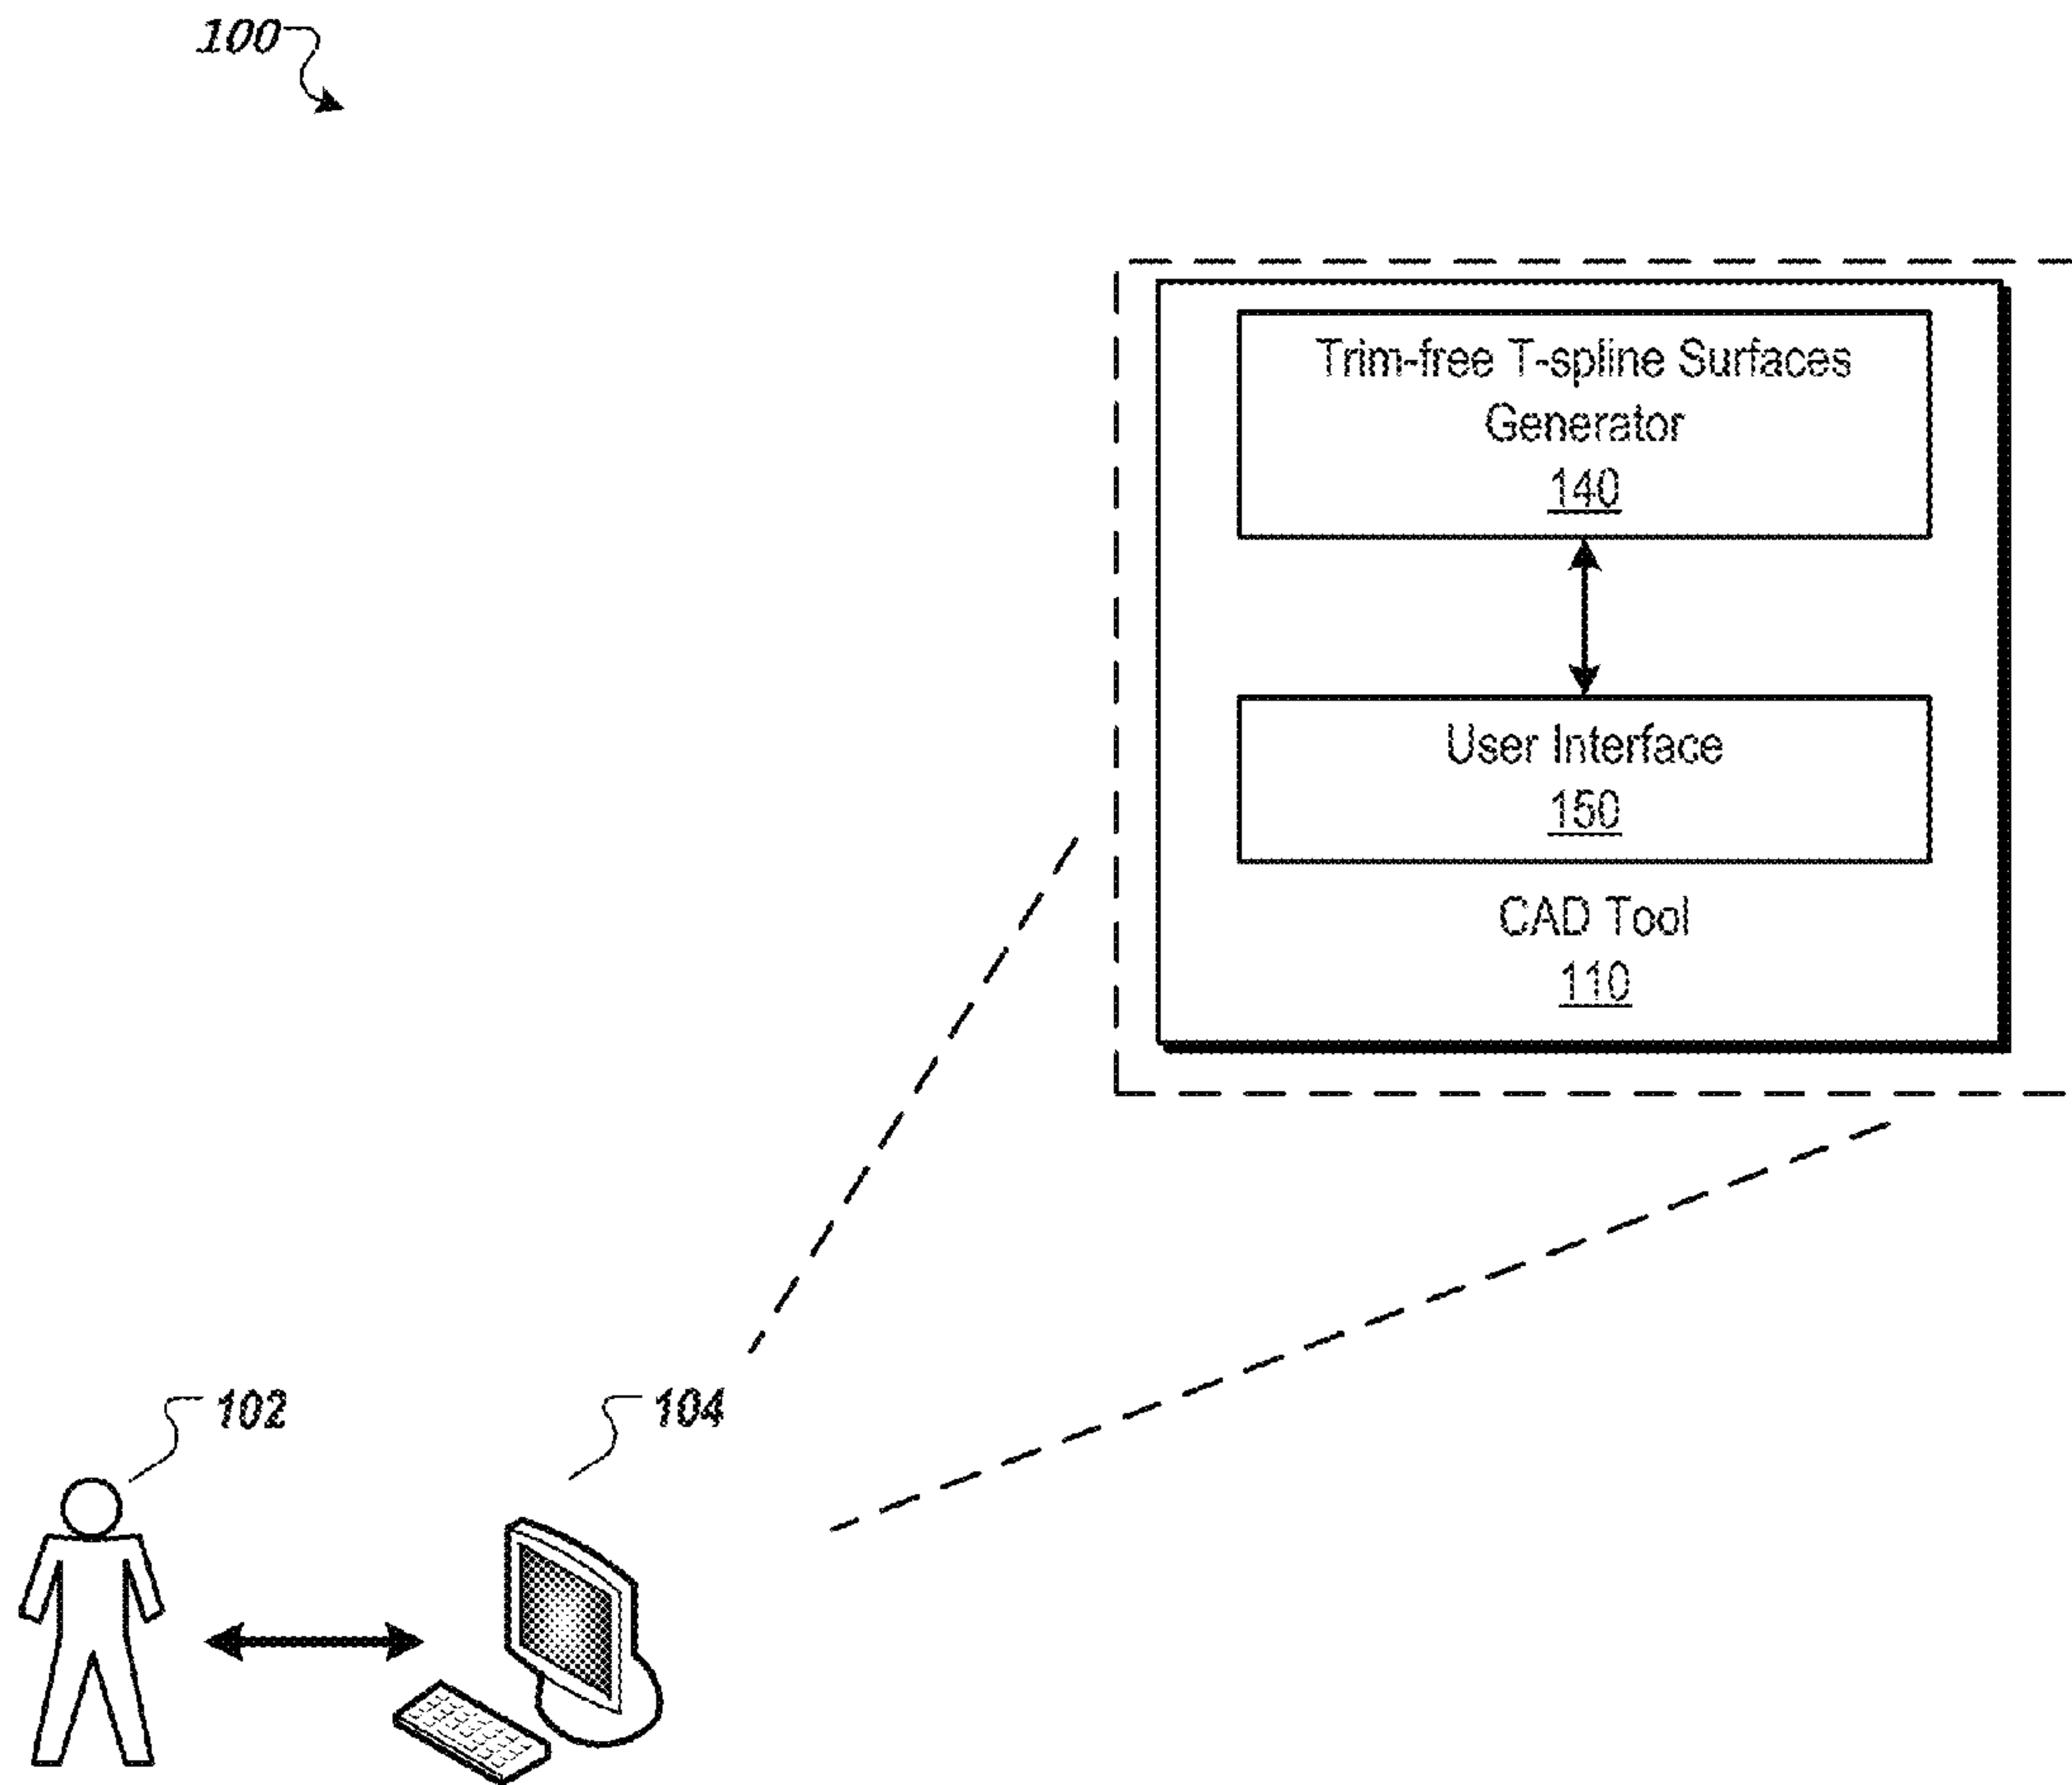 100
Trim-free T-spline Surfaces
Generator
140
User Interface
150
CAD Tool
110
102
104